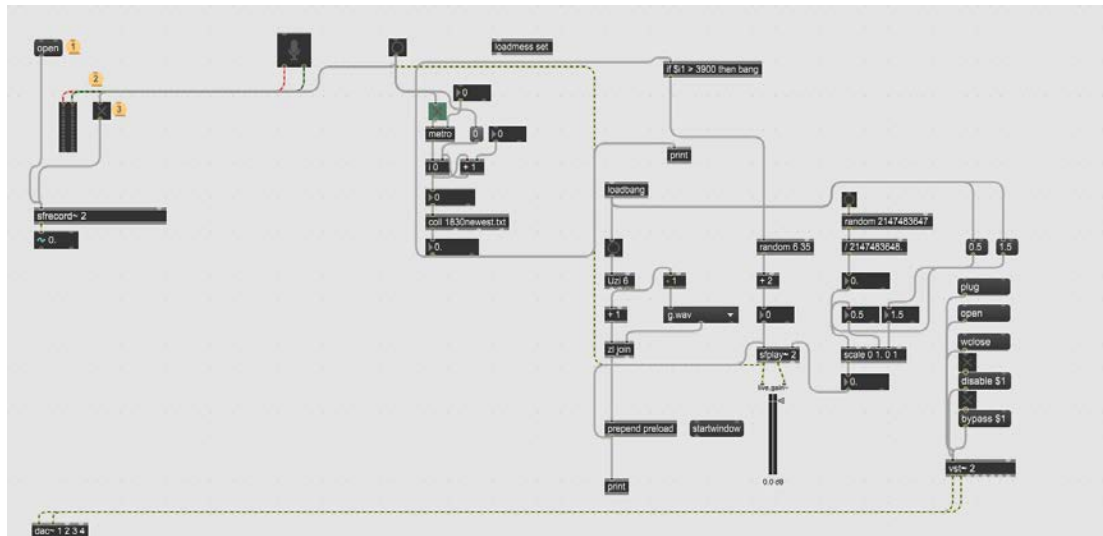 open
1
2
3
sfrecord~ 2
0.
loadmess set
0
metro
0
0
i 0
+ 1
0
coll 1830newest.txt
0.
if $i1 > 3900 then bang
print
loadbang
Uzi 6
- 1
+ 1
g.wav
zl join
prepend preload
startwindow
print
random 6 35
+ 2
0
sfplay~ 2
live.gain~
0.0 dB
random 2147483647
/ 2147483648.
0.
0.5
1.5
0.5
1.5
scale 0 1. 0 1
0.
plug
open
wclose
disable $1
bypass $1
vst~ 2
dac~ 1 2 3 4